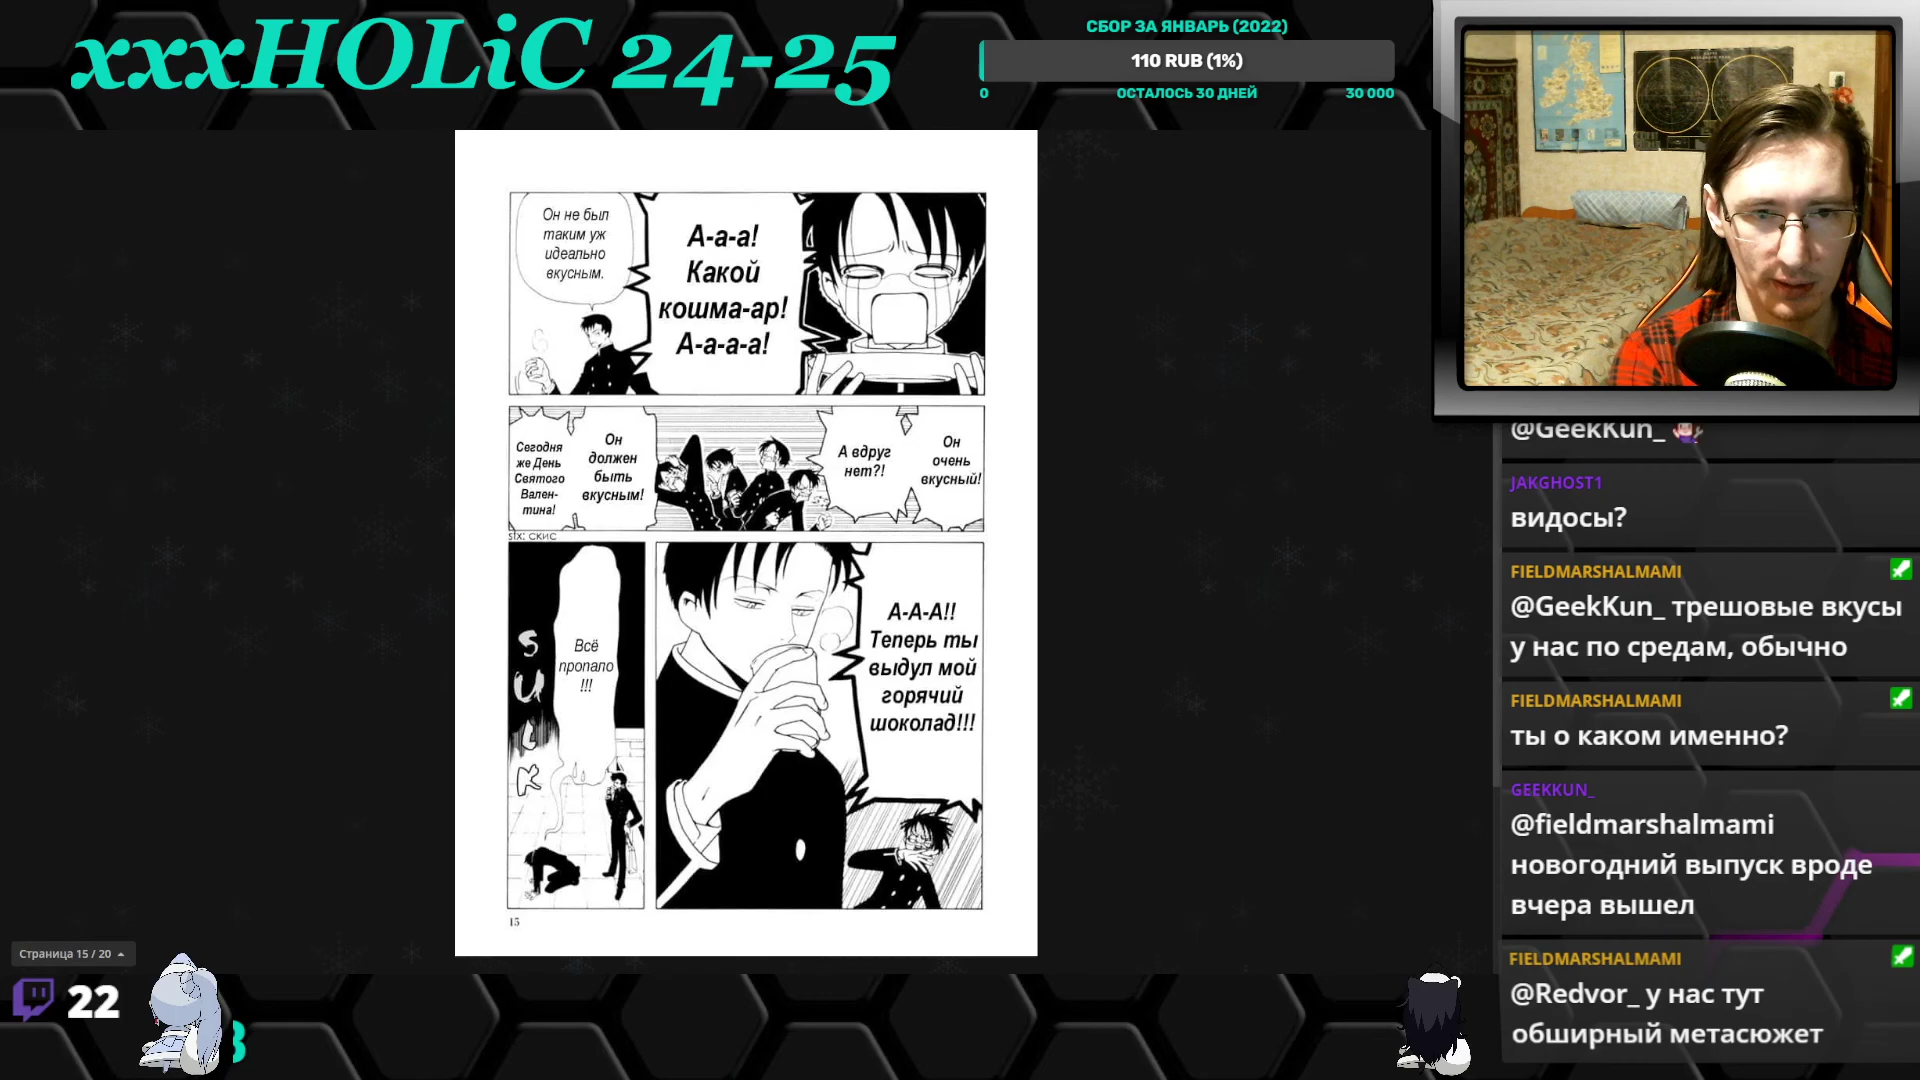 xxxHOLiC 24-25
СБОР ЗА ЯНВАРЬ (2022)
110 RUB (1%)
0
ОСТАЛОСЬ 30 ДНЕЙ
30 000
Он не был
таким уж
идеально
вкусным.
А-а-а!
Какой
кошма-ар!
А-а-а-а!
Сегодня
же День
Святого
Вален-
тина!
Он
должен
быть
вкусным!
А вдруг
нет?!
Он
очень
вкусный!
sfx: скис
SULK
Всё
пропало
!!!
А-А-А!!
Теперь ты
выдул мой
горячий
шоколад!!!
15
Страница 15 / 20
22
3
@GeekKun_
JAKGHOST1
видосы?
FIELDMARSHALMAMI
@GeekKun_ трешовые вкусы
у нас по средам, обычно
FIELDMARSHALMAMI
ты о каком именно?
GEEKKUN_
@fieldmarshalmami
новогодний выпуск вроде
вчера вышел
FIELDMARSHALMAMI
@Redvor_ у нас тут
обширный метасюжет